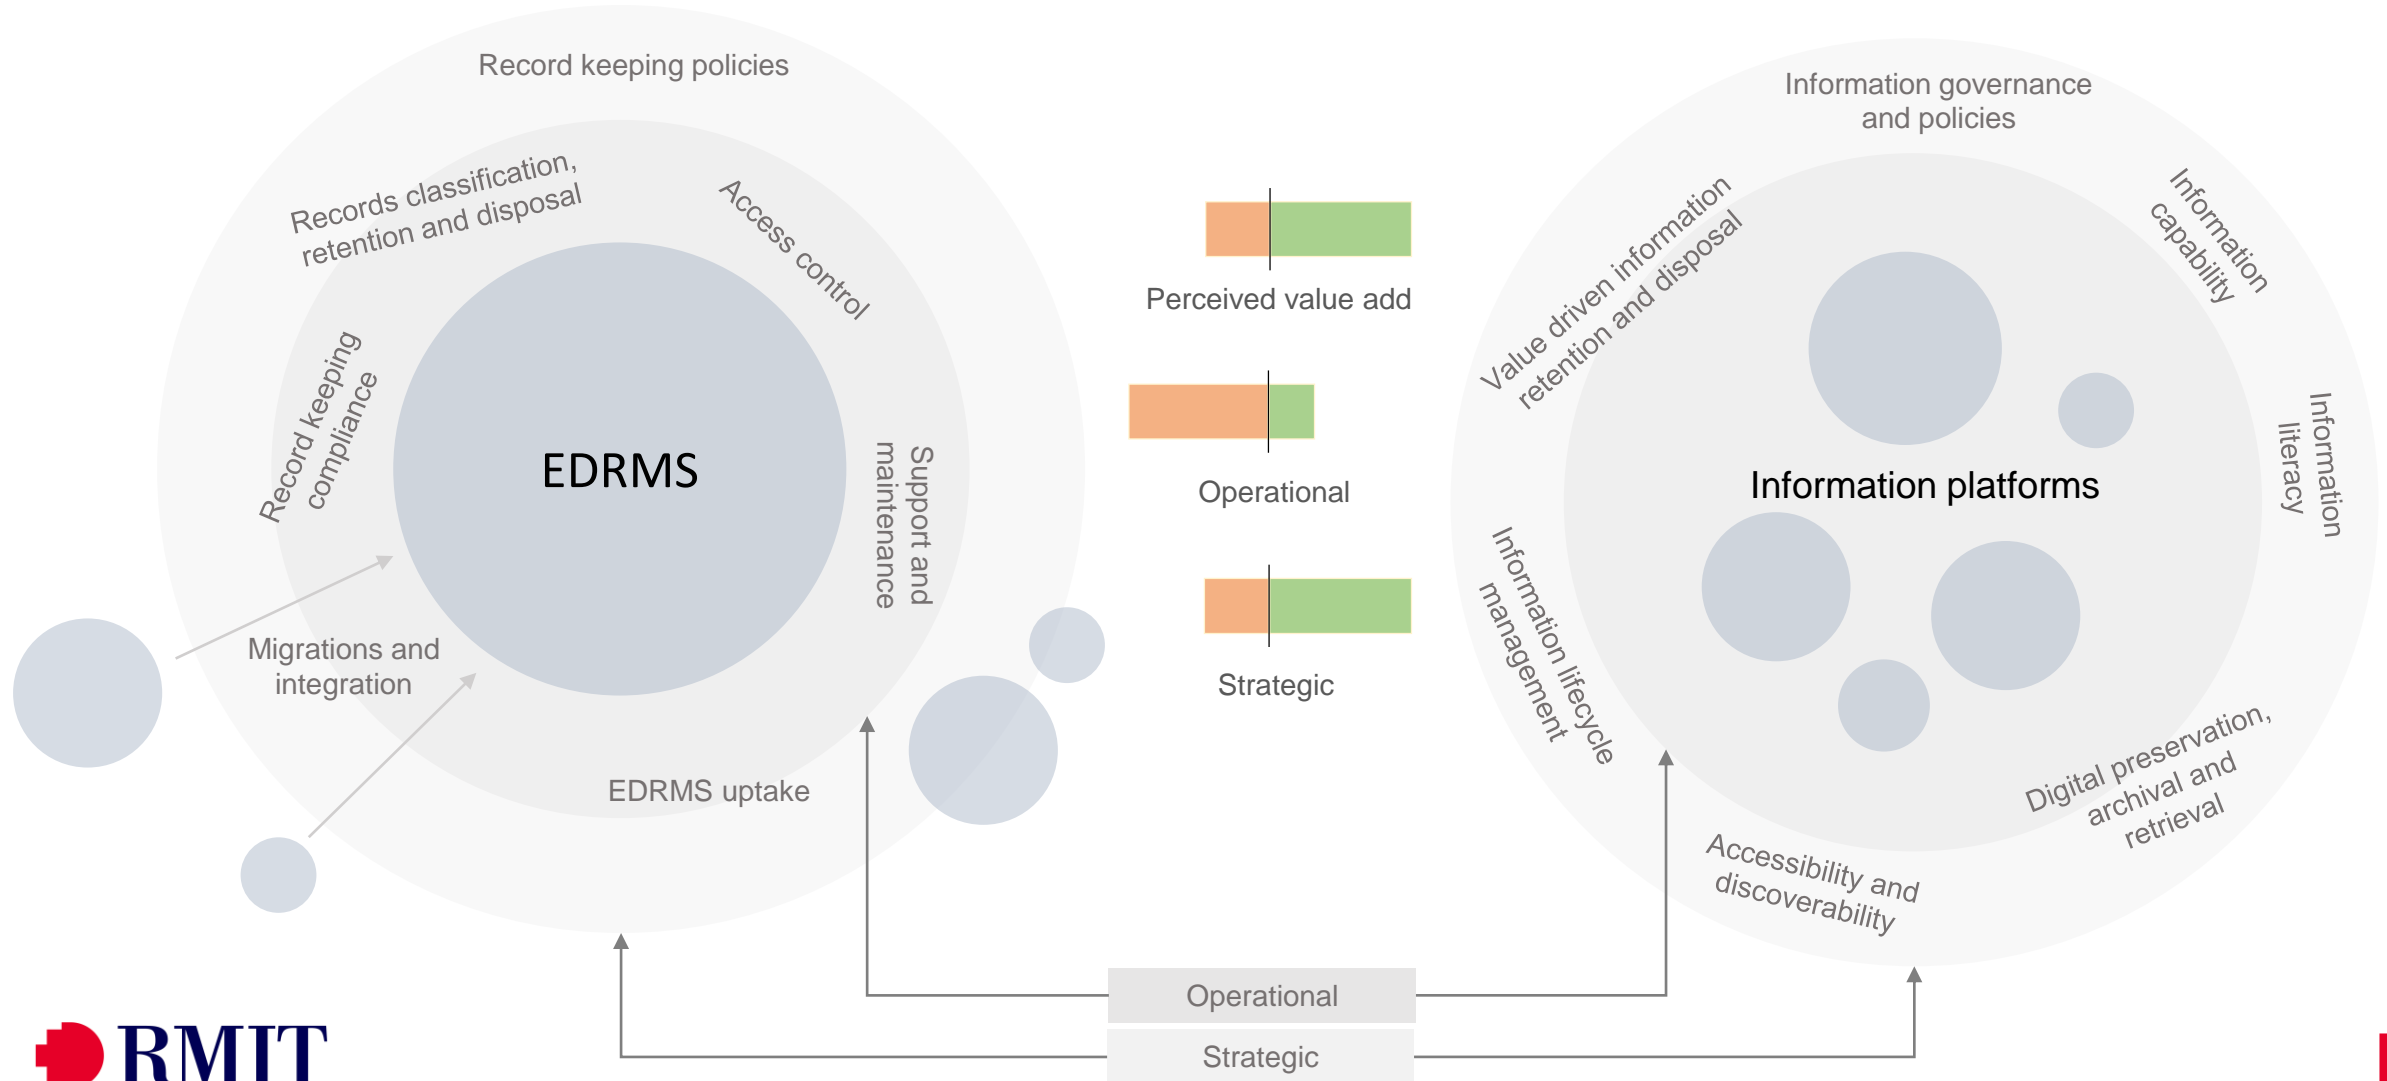 Record keeping policies
Records classification,
retention and disposal
Access control
Record keeping
compliance
EDRMS
Support and
maintenance
Migrations and
integration
EDRMS uptake
Perceived value add
Operational
Strategic
Information governance
and policies
Information
capability
Value driven information
retention and disposal
Information
literacy
Information platforms
Information lifecycle
management
Digital preservation,
archival and
retrieval
Accessibility and
discoverability
Operational
Strategic
RMIT